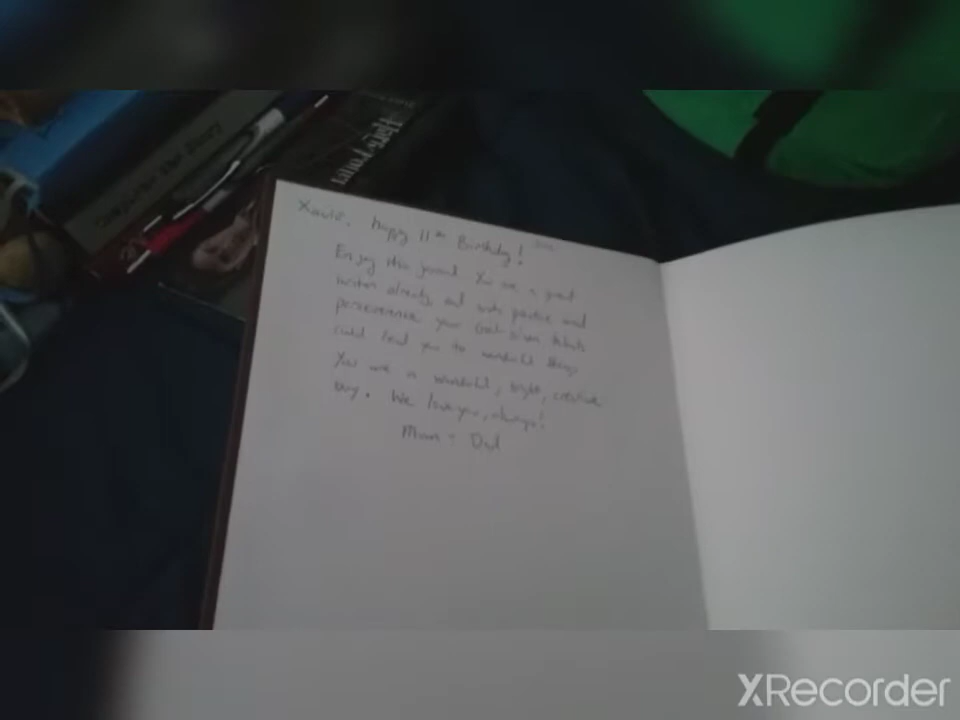 Happy 11th Birthday!
Enjoy this journal You are a great
writer already and with practice and
perseverence your God-given talents
could lead you to wonderful things
You are a wonderful, bright, creative
boy. We love you, always!
Mom & Dad
Harry Potter
XRecorder